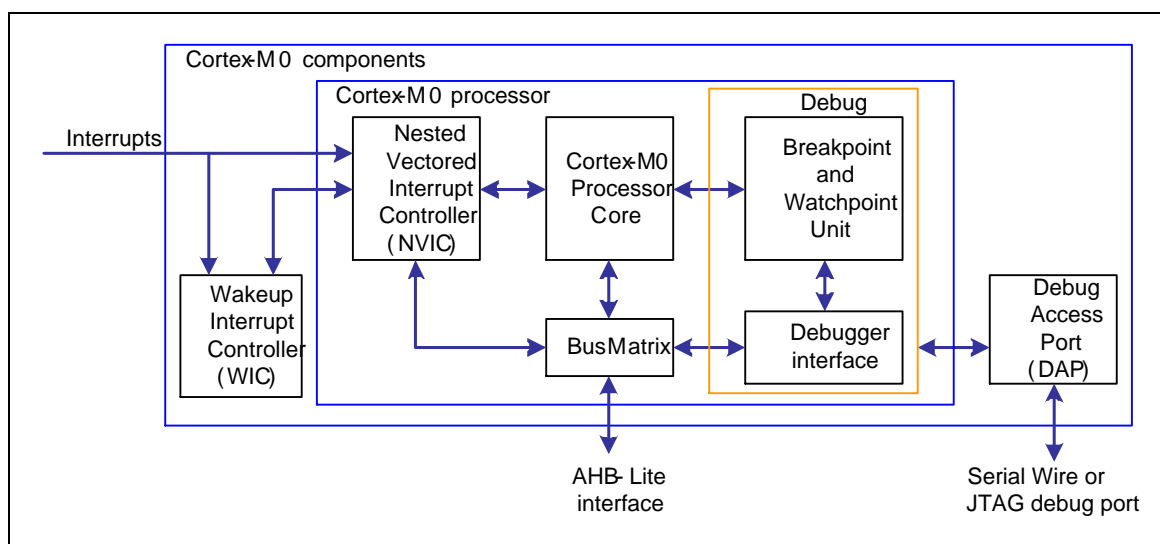 Cortex-M0 components
Cortex-M0 processor
Debug
Interrupts
Nested
Vectored
Interrupt
Controller
(NVIC)
Cortex-M0
Processor
Core
Breakpoint
and
Watchpoint
Unit
Wakeup
Interrupt
Controller
(WIC)
BusMatrix
Debugger
interface
Debug
Access
Port
(DAP)
AHB-Lite
interface
Serial Wire or
JTAG debug port